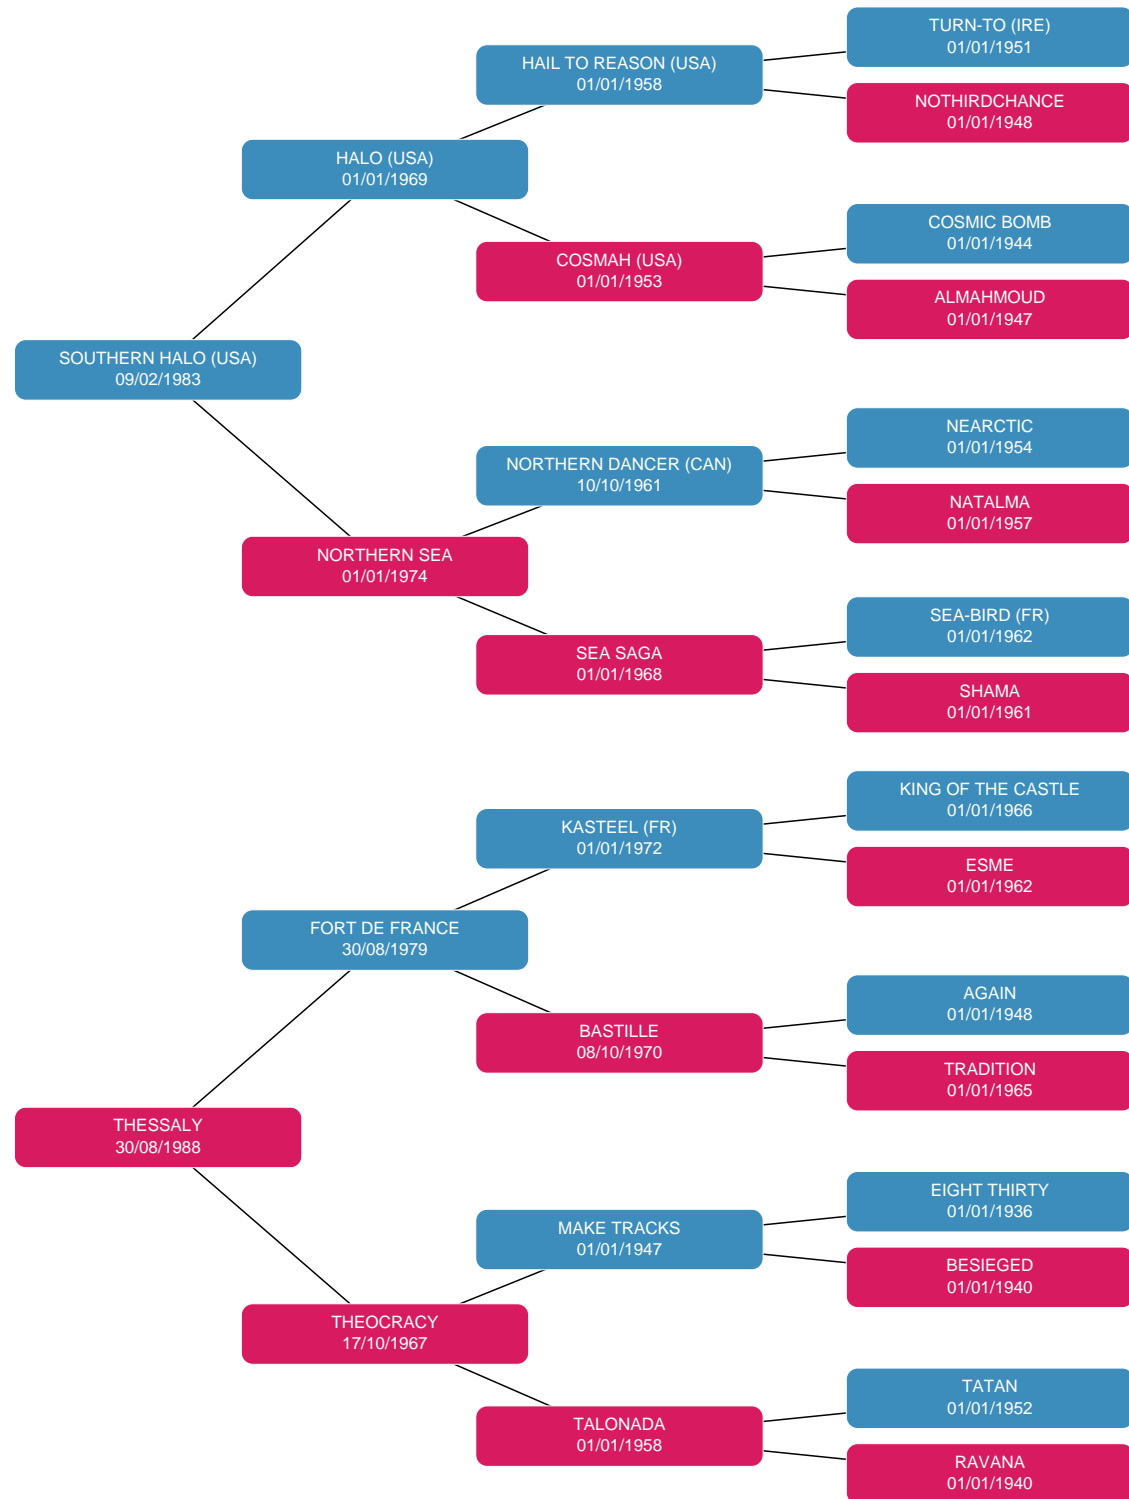 TURN-TO (IRE)
01/01/1951
HAIL TO REASON (USA)
01/01/1958
NOTHIRDCHANCE
01/01/1948
HALO (USA)
01/01/1969
COSMIC BOMB
01/01/1944
COSMAH (USA)
01/01/1953
ALMAHMOUD
01/01/1947
SOUTHERN HALO (USA)
09/02/1983
NEARCTIC
01/01/1954
NORTHERN DANCER (CAN)
10/10/1961
NATALMA
01/01/1957
NORTHERN SEA
01/01/1974
SEA-BIRD (FR)
01/01/1962
SEA SAGA
01/01/1968
SHAMA
01/01/1961
KING OF THE CASTLE
01/01/1966
KASTEEL (FR)
01/01/1972
ESME
01/01/1962
FORT DE FRANCE
30/08/1979
AGAIN
01/01/1948
BASTILLE
08/10/1970
TRADITION
01/01/1965
THESSALY
30/08/1988
EIGHT THIRTY
01/01/1936
MAKE TRACKS
01/01/1947
BESIEGED
01/01/1940
THEOCRACY
17/10/1967
TATAN
01/01/1952
TALONADA
01/01/1958
RAVANA
01/01/1940